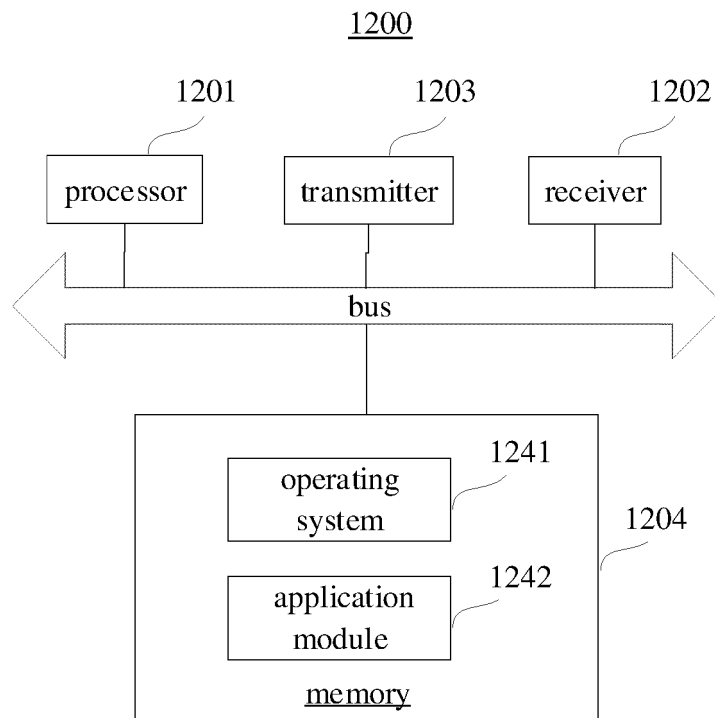 1200
1201
1203
1202
processor
transmitter
receiver
bus
1241
operating
system
1204
1242
application
module
memory